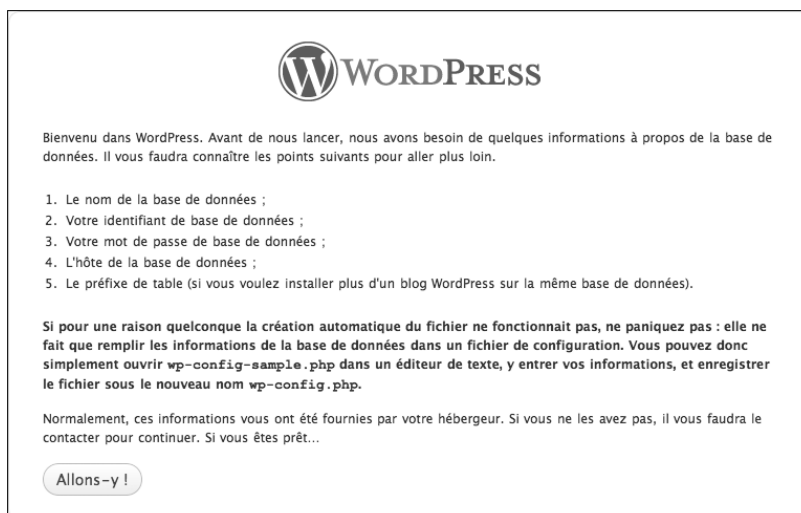 WORDPRESS
Bienvenu dans WordPress. Avant de nous lancer, nous avons besoin de quelques informations à propos de la base de
données. Il vous faudra connaître les points suivants pour aller plus loin.
1. Le nom de la base de données ;
2. Votre identifiant de base de données ;
3. Votre mot de passe de base de données ;
4. L'hôte de la base de données ;
5. Le préfixe de table (si vous voulez installer plus d'un blog WordPress sur la même base de données).
Si pour une raison quelconque la création automatique du fichier ne fonctionnait pas, ne paniquez pas : elle ne
fait que remplir les informations de la base de données dans un fichier de configuration. Vous pouvez donc
simplement ouvrir wp-config-sample.php dans un éditeur de texte, y entrer vos informations, et enregistrer
le fichier sous le nouveau nom wp-config.php.
Normalement, ces informations vous ont été fournies par votre hébergeur. Si vous ne les avez pas, il vous faudra le
contacter pour continuer. Si vous êtes prêt…
Allons-y !